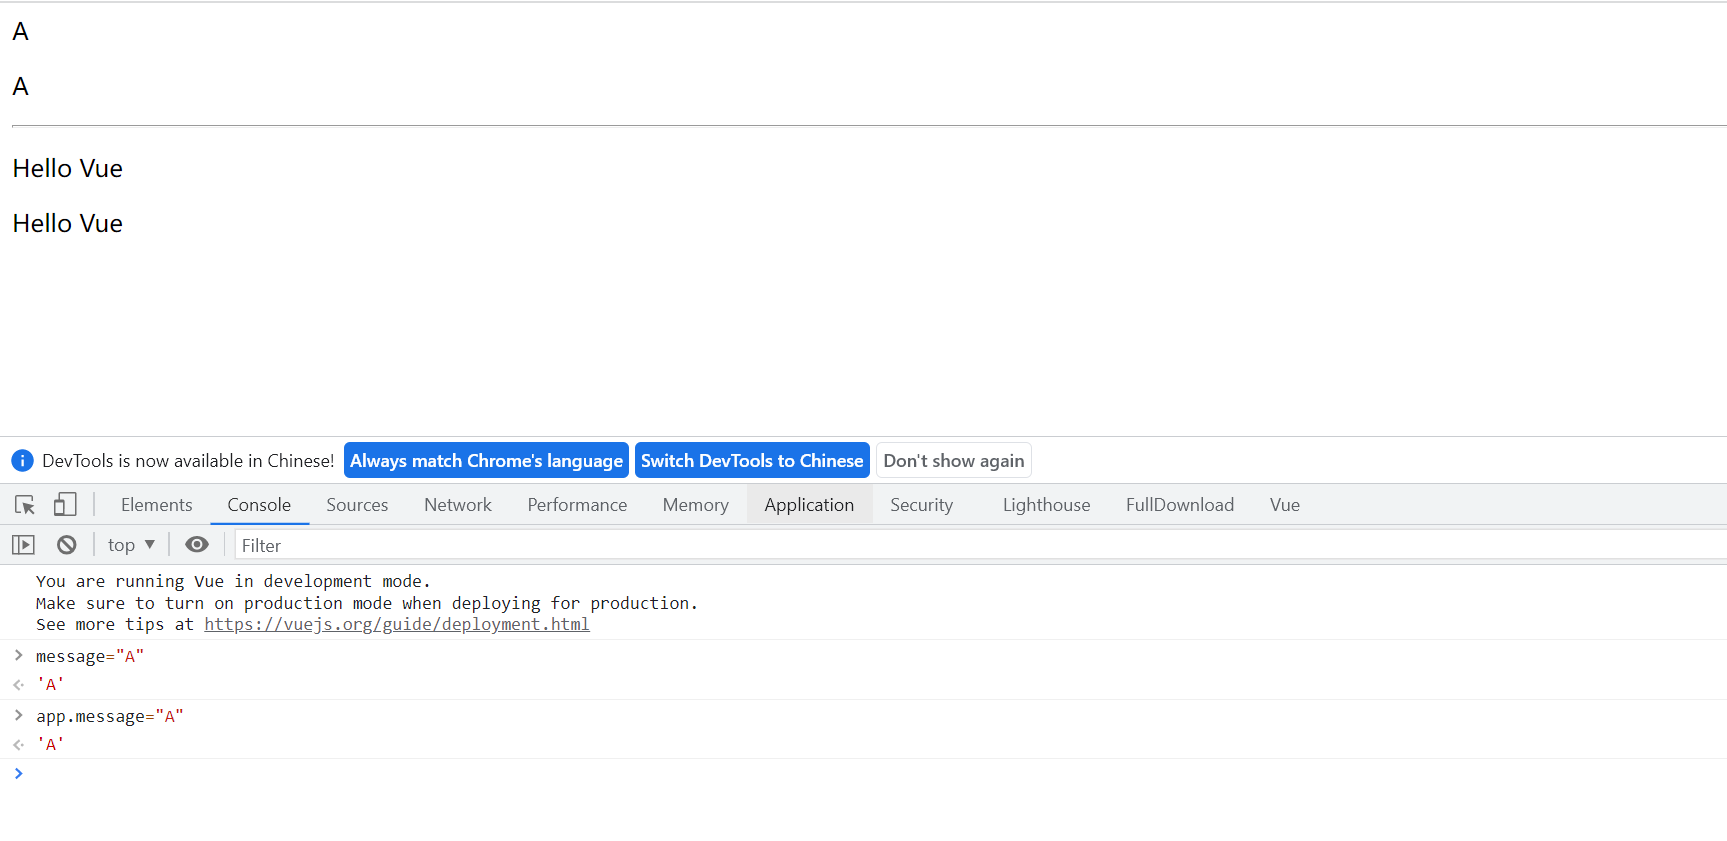 A
A
Hello Vue
Hello Vue
DevTools is now available in Chinese! Always match Chrome's language Switch DevTools to Chinese Don't show again
Elements Console Sources Network Performance Memory Application Security Lighthouse FullDownload Vue
top ▼ Filter
You are running Vue in development mode.
Make sure to turn on production mode when deploying for production.
See more tips at https://vuejs.org/guide/deployment.html
message="A"
'A'
app.message="A"
'A'